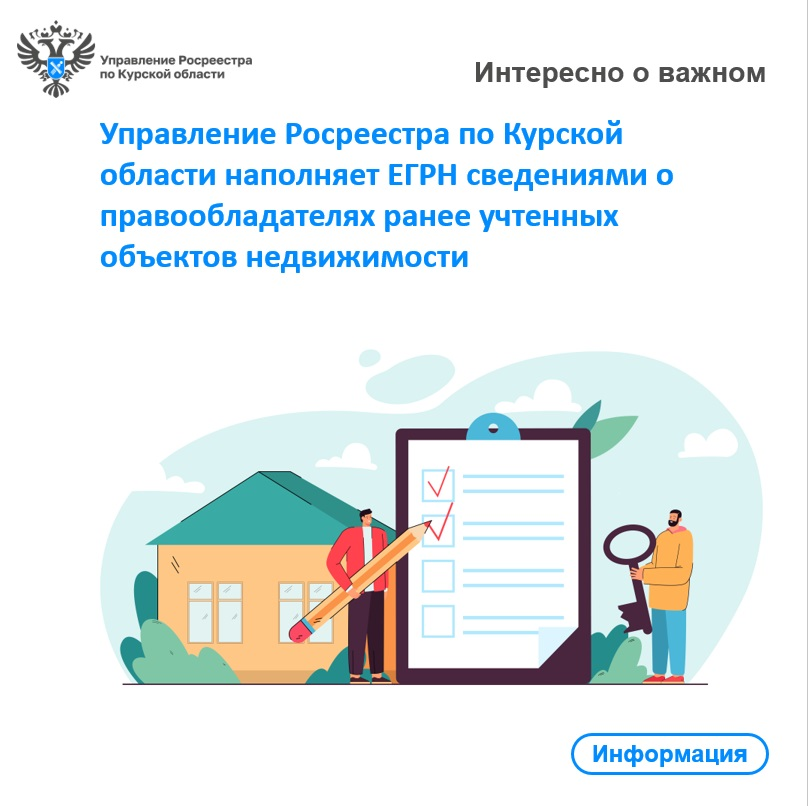 Управление Росреестра
по Курской области
Интересно о важном
Управление Росреестра по Курской
области наполняет ЕГРН сведениями о
правообладателях ранее учтенных
объектов недвижимости
Информация